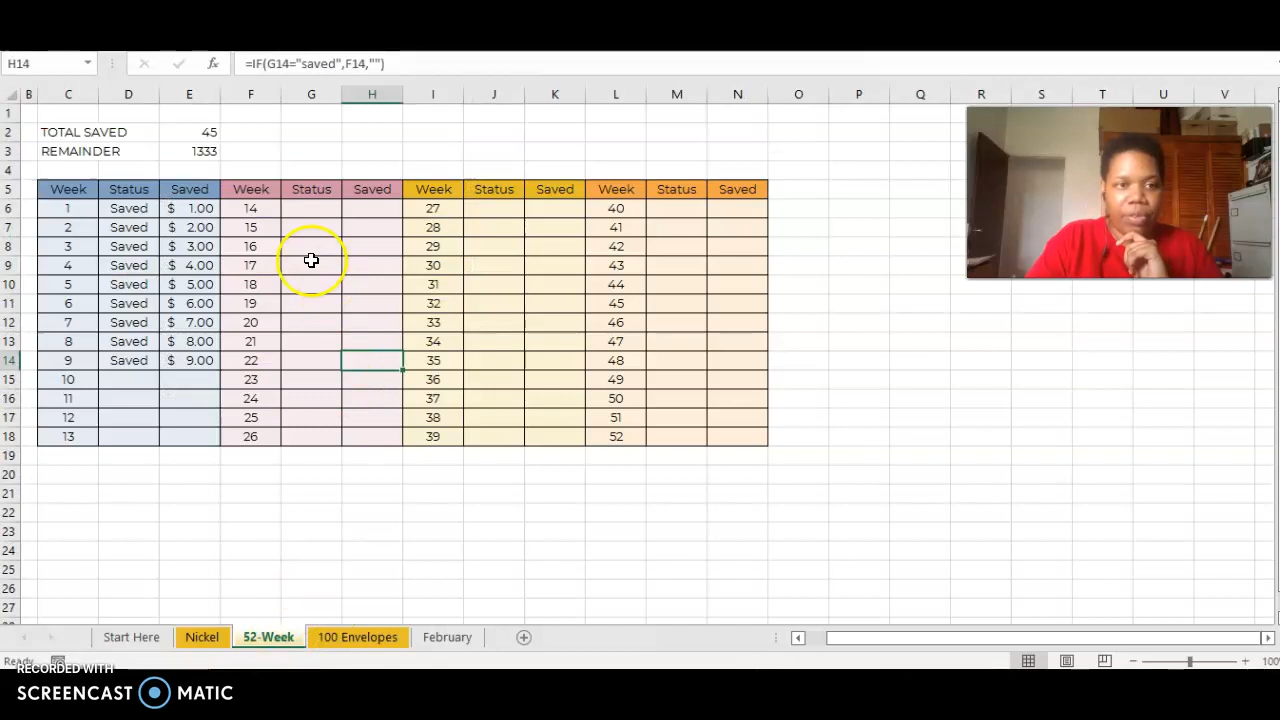 H14 =IF(G14="saved",F14,"")
B C D E F G H I J K L M N O P Q R S T U V
1
2 TOTAL SAVED 45
3 REMAINDER 1333
4
5 Week Status Saved Week Status Saved Week Status Saved Week Status Saved
6 1 Saved $ 1.00 14 27 40
7 2 Saved $ 2.00 15 28 41
8 3 Saved $ 3.00 16 29 42
9 4 Saved $ 4.00 17 30 43
10 5 Saved $ 5.00 18 31 44
11 6 Saved $ 6.00 19 32 45
12 7 Saved $ 7.00 20 33 46
13 8 Saved $ 8.00 21 34 47
14 9 Saved $ 9.00 22 35 48
15 10 23 36 49
16 11 24 37 50
17 12 25 38 51
18 13 26 39 52
19
20
21
22
23
24
25
26
27
Start Here Nickel 52-Week 100 Envelopes February
Ready 100%
RECORDED WITH
SCREENCAST MATIC